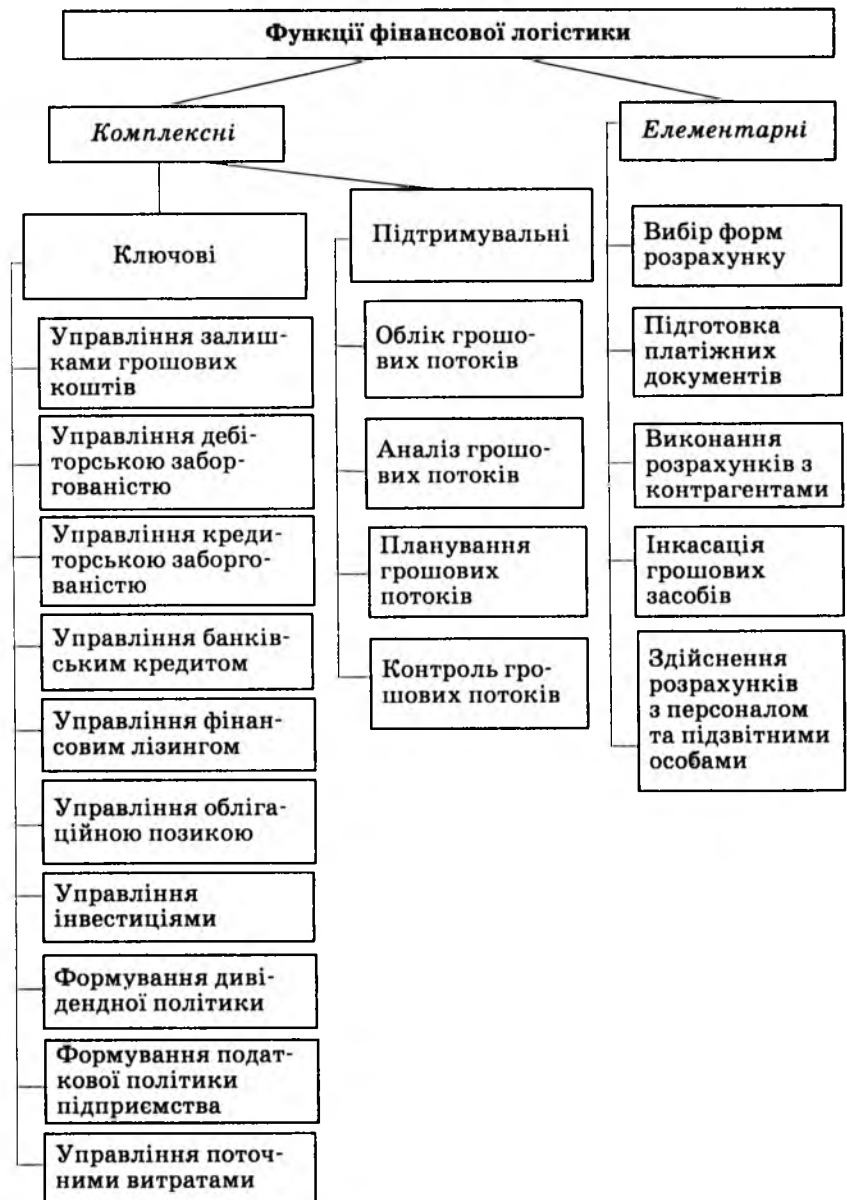 Функції фінансової логістики
Комплексні
Ключові
Управління залиш-
ками грошових
коштів
Управління дебі-
торською забор-
гованістю
Управління креди-
торською заборго-
ваністю
Управління банків-
ським кредитом
Управління фінан-
совим лізингом
Управління обліга-
ційною позикою
Управління
інвестиціями
Формування диві-
дендної політики
Формування подат-
кової політики
підприємства
Управління поточ-
ними витратами
Підтримувальні
Облік грошо-
вих потоків
Аналіз грошо-
вих потоків
Планування
грошових
потоків
Контроль гро-
шових потоків
Елементарні
Вибір форм
розрахунку
Підготовка
платіжних
документів
Виконання
розрахунків з
контрагентами
Інкасація
грошових
засобів
Здійснення
розрахунків
з персоналом
та підзвітними
особами